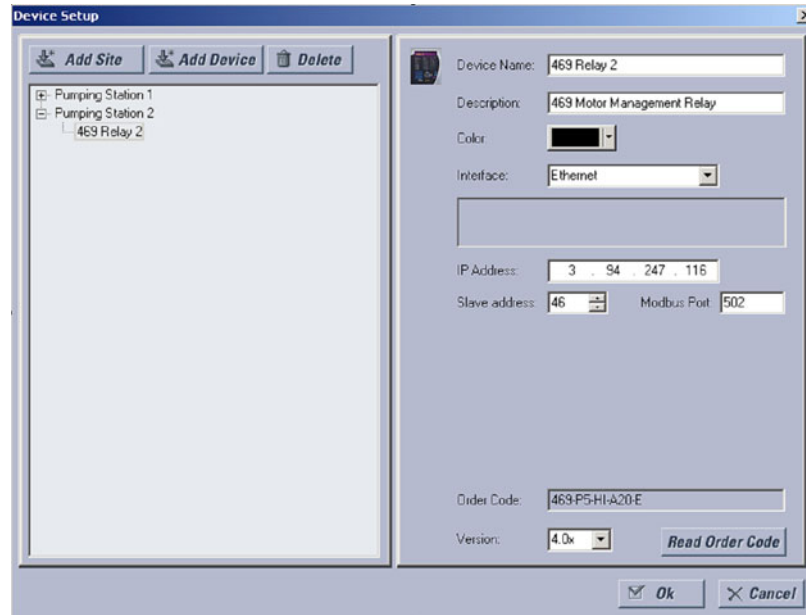 Device Setup
Add Site Add Device Delete
Pumping Station 1
Pumping Station 2
469 Relay 2
Device Name: 469 Relay 2
Description: 469 Motor Management Relay
Color:
Interface: Ethernet
IP Address: 3 . 94 . 247 . 116
Slave address: 46 Modbus Port: 502
Order Code: 469-P5-HI-A20-E
Version: 4.0x Read Order Code
Ok Cancel